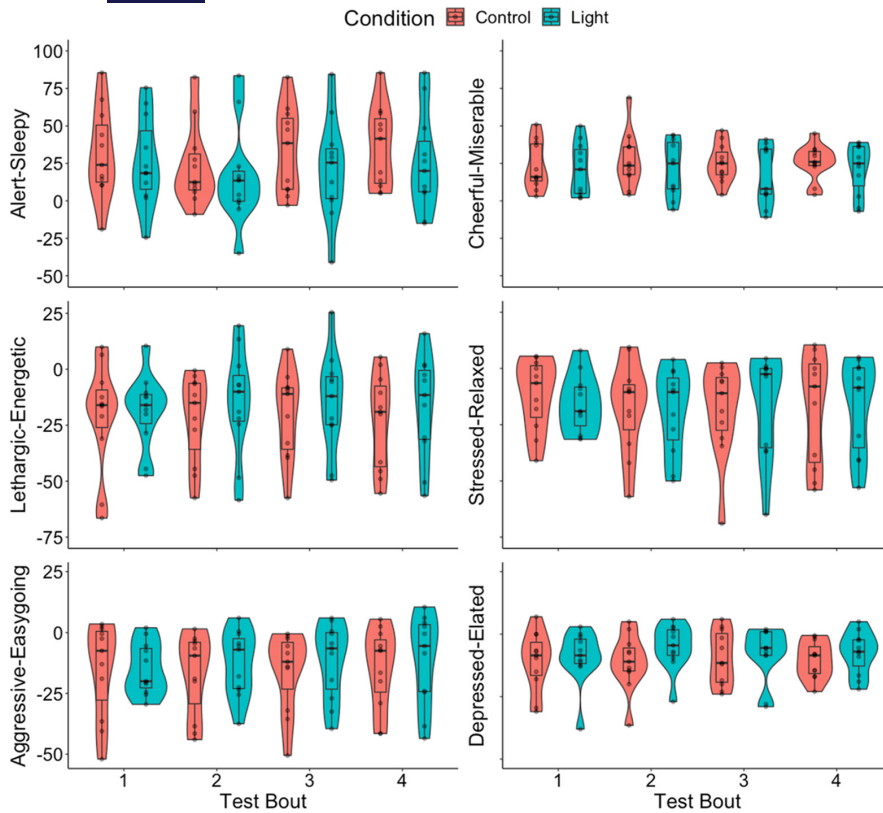 Condition Control Light
Alert-Sleepy
100
75
50
25
0
-25
-50
Cheerful-Miserable
Lethargic-Energetic
25
0
-25
-50
-75
Stressed-Relaxed
Aggressive-Easygoing
25
0
-25
-50
Depressed-Elated
1 2 3 4
Test Bout
1 2 3 4
Test Bout